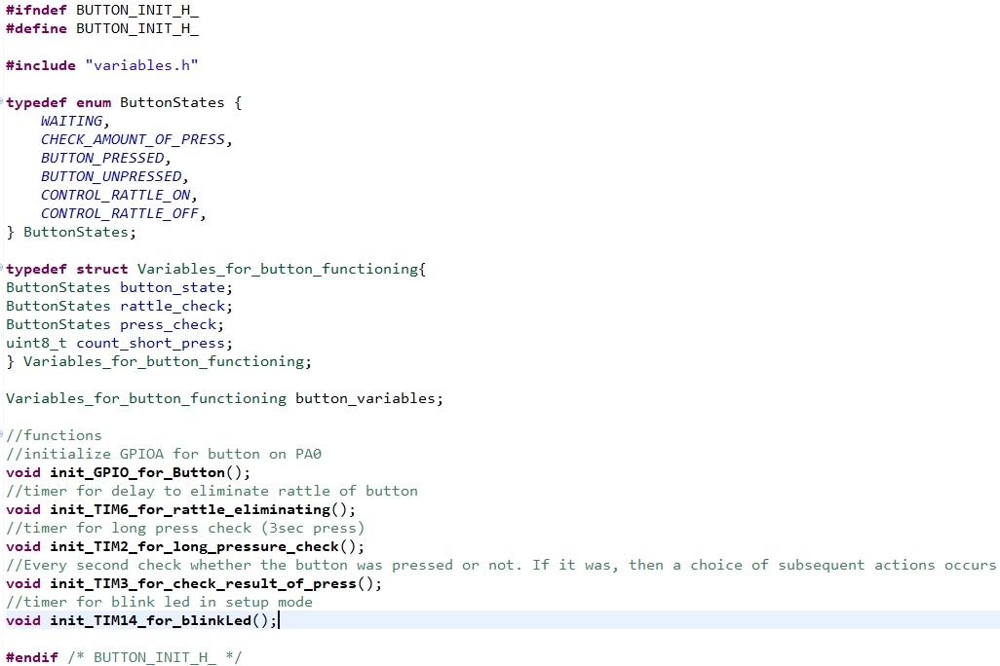 #ifndef BUTTON_INIT_H_
#define BUTTON_INIT_H_
#include "variables.h"
typedef enum ButtonStates {
WAITING,
CHECK_AMOUNT_OF_PRESS,
BUTTON_PRESSED,
BUTTON_UNPRESSED,
CONTROL_RATTLE_ON,
CONTROL_RATTLE_OFF,
} ButtonStates;
typedef struct Variables_for_button_functioning{
ButtonStates button_state;
ButtonStates rattle_check;
ButtonStates press_check;
uint8_t count_short_press;
} Variables_for_button_functioning;
Variables_for_button_functioning button_variables;
//functions
//initialize GPIOA for button on PA0
void init_GPIO_for_Button();
//timer for delay to eliminate rattle of button
void init_TIM6_for_rattle_eliminating();
//timer for long press check (3sec press)
void init_TIM2_for_long_pressure_check();
//Every second check whether the button was pressed or not. If it was, then a choice of subsequent actions occurs
void init_TIM3_for_check_result_of_press();
//timer for blink led in setup mode
void init_TIM14_for_blinkLed();
#endif /* BUTTON_INIT_H_ */